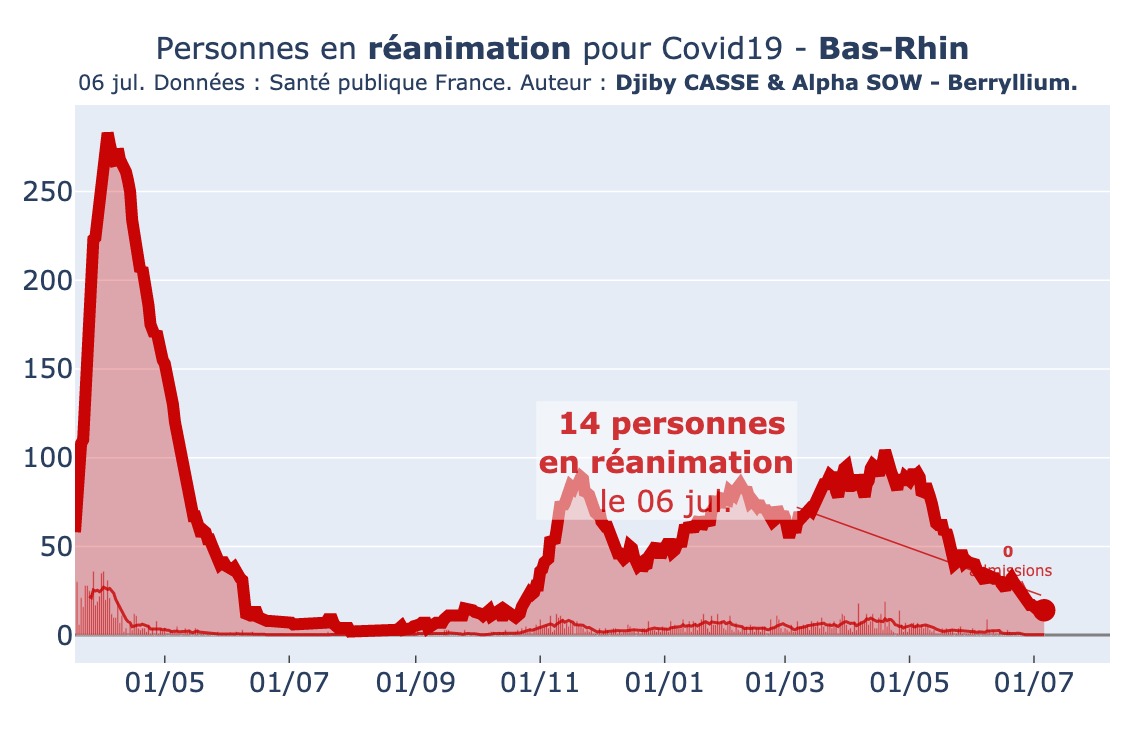 Personnes en réanimation pour Covid19 - Bas-Rhin
06 jul. Données : Santé publique France. Auteur : Djiby CASSE & Alpha SOW - Berryllium.
250
200
150
100
50
0
14 personnes
en réanimation
le 06 jul.
0
admissions
01/05
01/07
01/09
01/11
01/01
01/03
01/05
01/07